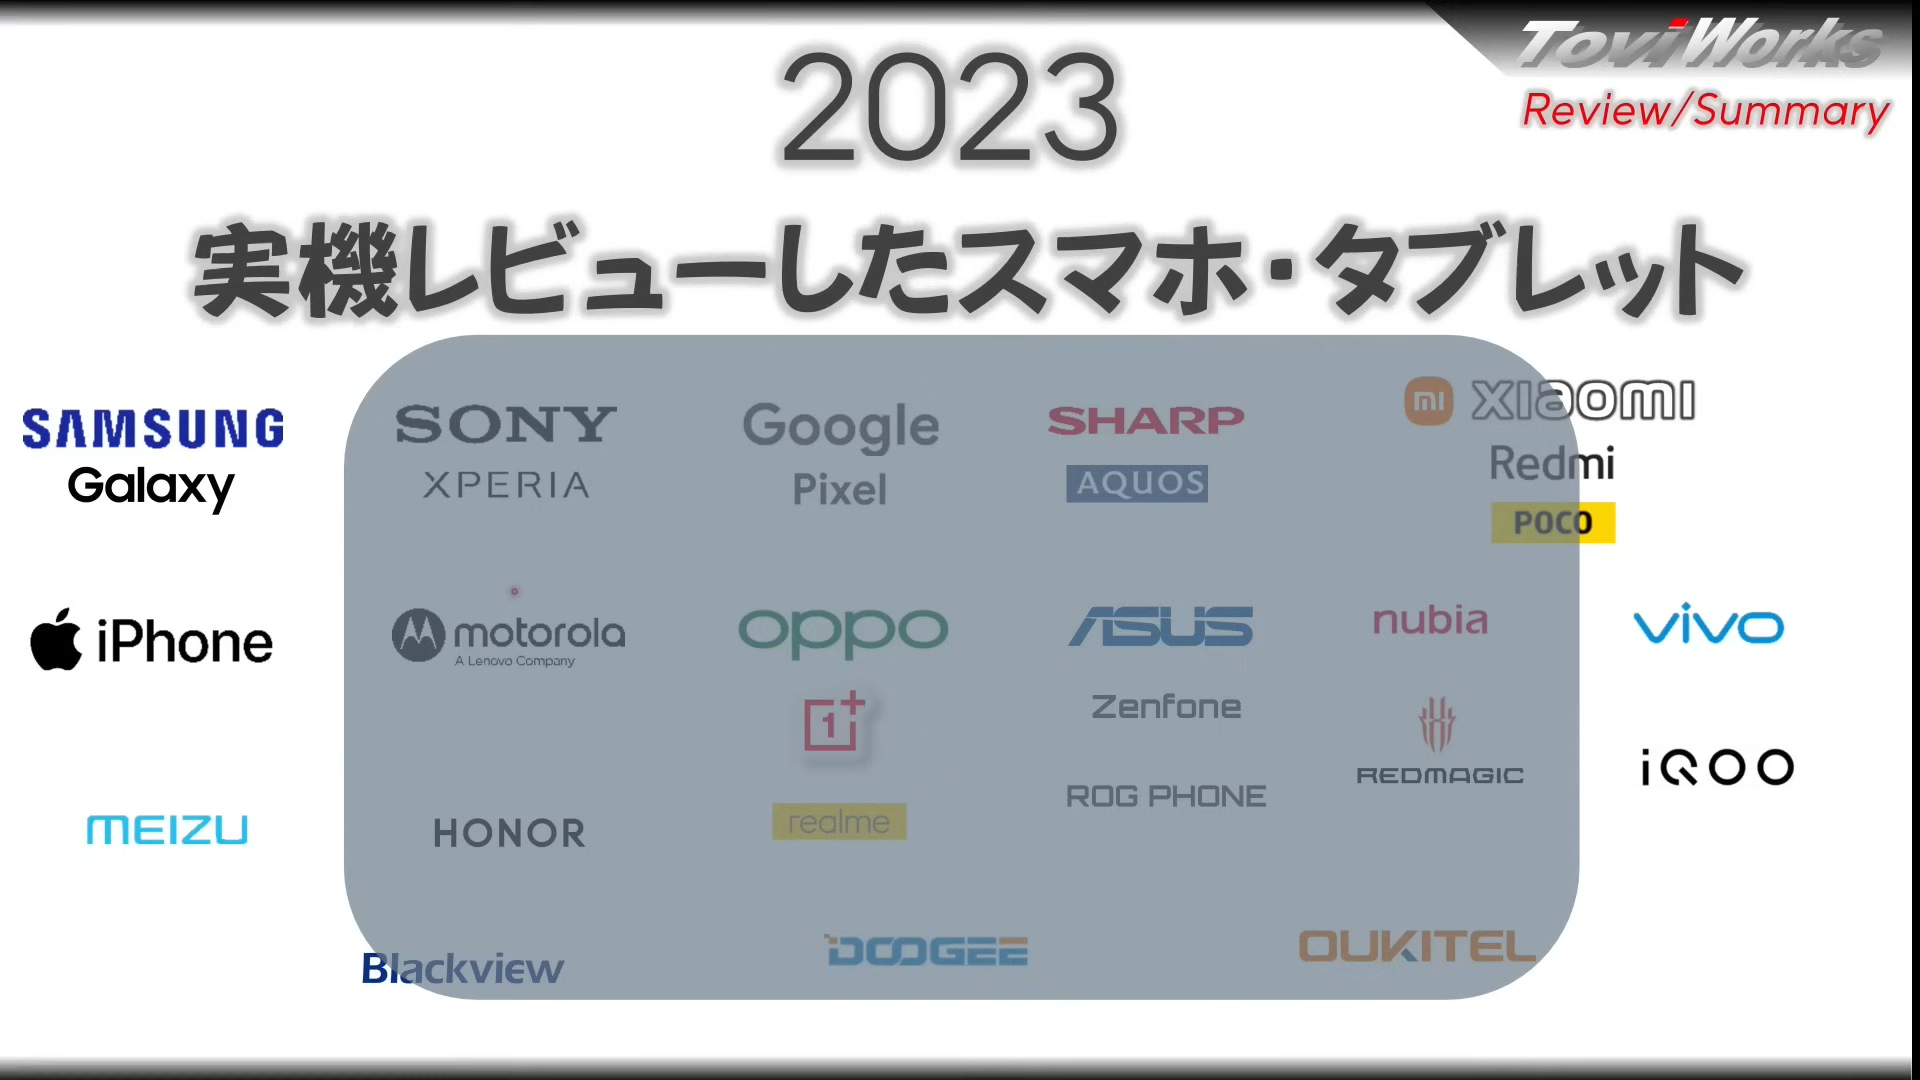 ToviWorks
Review/Summary
2023
実機レビューしたスマホ・タブレット
SAMSUNG
Galaxy
SONY
XPERIA
Google
Pixel
SHARP
AQUOS
mi xiaomi
Redmi
POCO
iPhone
motorola
A Lenovo Company
oppo
1+
realme
ASUS
Zenfone
ROG PHONE
nubia
REDMAGIC
vivo
iQOO
MEIZU
HONOR
Blackview
DOOGEE
OUKITEL